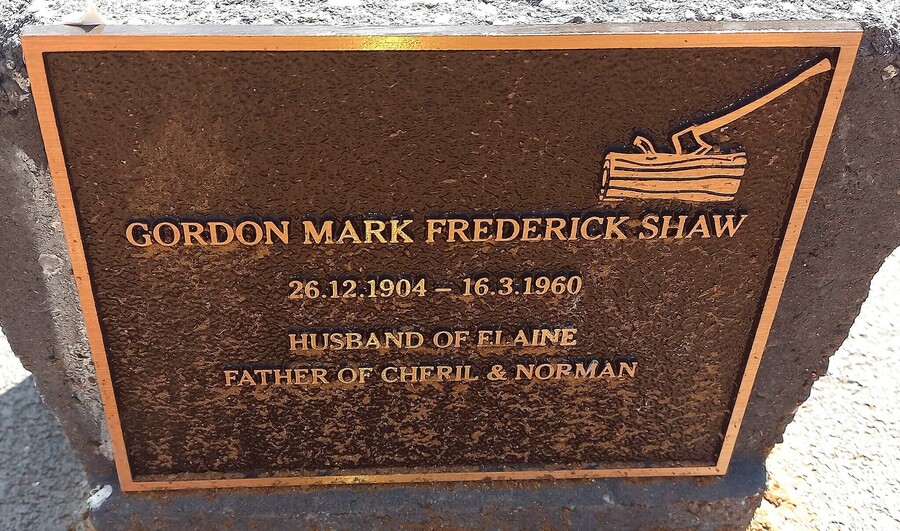 GORDON MARK FREDERICK SHAW
26.12.1904 – 16.3.1960
HUSBAND OF ELAINE
FATHER OF CHERIL & NORMAN